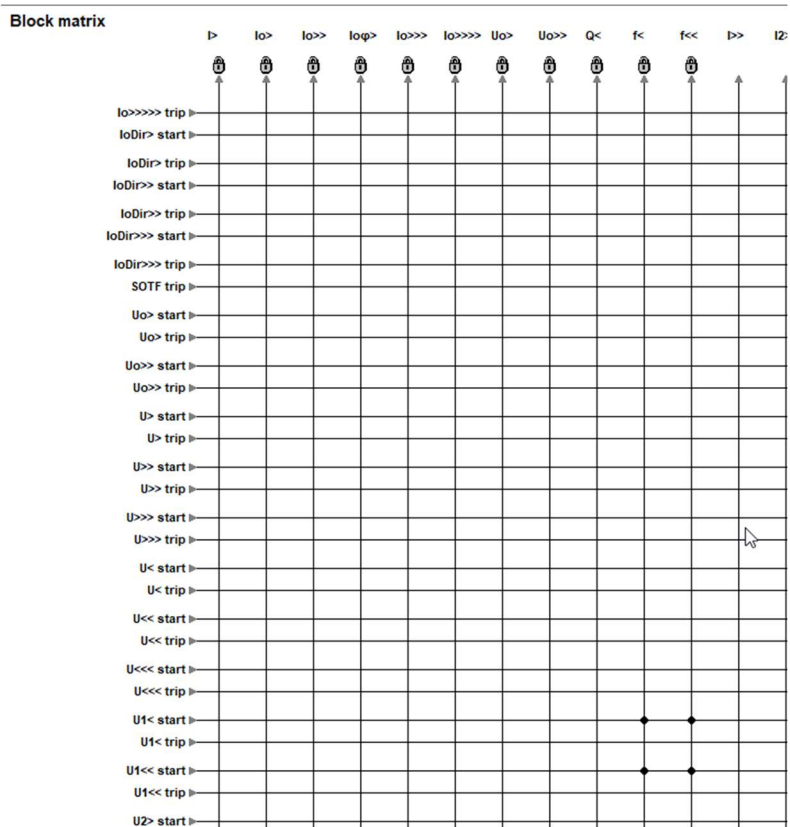 Block matrix
I> Io> Io>> Ioφ> Io>>> Io>>>> Uo> Uo>> Q< f< f<< I>> I2>
Io>>>>> trip
IoDir> start
IoDir> trip
IoDir>> start
IoDir>> trip
IoDir>>> start
IoDir>>> trip
SOTF trip
Uo> start
Uo> trip
Uo>> start
Uo>> trip
U> start
U> trip
U>> start
U>> trip
U>>> start
U>>> trip
U< start
U< trip
U<< start
U<< trip
U<<< start
U<<< trip
U1< start
U1< trip
U1<< start
U1<< trip
U2> start